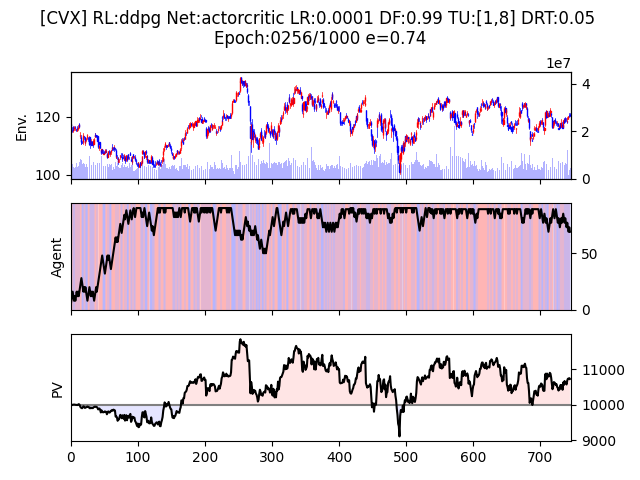 [CVX] RL:ddpg Net:actorcritic LR:0.0001 DF:0.99 TU:[1,8] DRT:0.05
Epoch:0256/1000 e=0.74
1e7
Env.
120
100
4
2
0
Agent
50
0
PV
11000
10000
9000
0 100 200 300 400 500 600 700